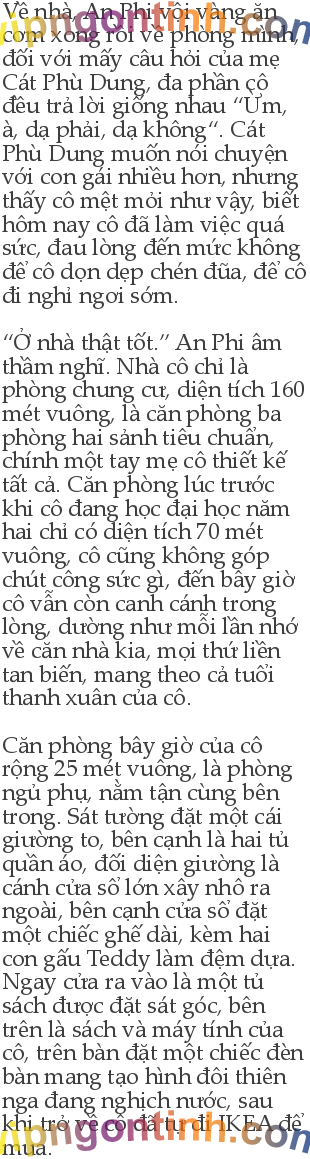 Về nhà, An Phi vội vàng ăn
cơm xong rồi về phòng mình,
đối với mấy câu hỏi của mẹ
Cát Phù Dung, đa phần cô
đều trả lời giống nhau “Ừm,
à, dạ phải, dạ không“. Cát
Phù Dung muốn nói chuyện
với con gái nhiều hơn, nhưng
thấy cô mệt mỏi như vậy, biết
hôm nay cô đã làm việc quá
sức, đau lòng đến mức không
để cô dọn dẹp chén đũa, để cô
đi nghỉ ngơi sớm.
“Ở nhà thật tốt.” An Phi âm
thầm nghĩ. Nhà cô chỉ là
phòng chung cư, diện tích 160
mét vuông, là căn phòng ba
phòng hai sảnh tiêu chuẩn,
chính một tay mẹ cô thiết kế
tất cả. Căn phòng lúc trước
khi cô đang học đại học năm
hai chỉ có diện tích 70 mét
vuông, cô cũng không góp
chút công sức gì, đến bây giờ
cô vẫn còn canh cánh trong
lòng, dường như mỗi lần nhớ
về căn nhà kia, mọi thứ liền
tan biến, mang theo cả tuổi
thanh xuân của cô.
Căn phòng bây giờ của cô
rộng 25 mét vuông, là phòng
ngủ phụ, nằm tận cùng bên
trong. Sát tường đặt một cái
giường to, bên cạnh là hai tủ
quần áo, đối diện giường là
cánh cửa sổ lớn xây nhô ra
ngoài, bên cạnh cửa sổ đặt
một chiếc ghế dài, kèm hai
con gấu Teddy làm đệm dựa.
Ngay cửa ra vào là một tủ
sách được đặt sát góc, bên
trên là sách và máy tính của
cô, trên bàn đặt một chiếc đèn
bàn mang tạo hình đôi thiên
nga đang nghịch nước, sau
khi trở về cô đã tự đi IKEA để
mua.
vipngontinh.com
vipngontinh.com